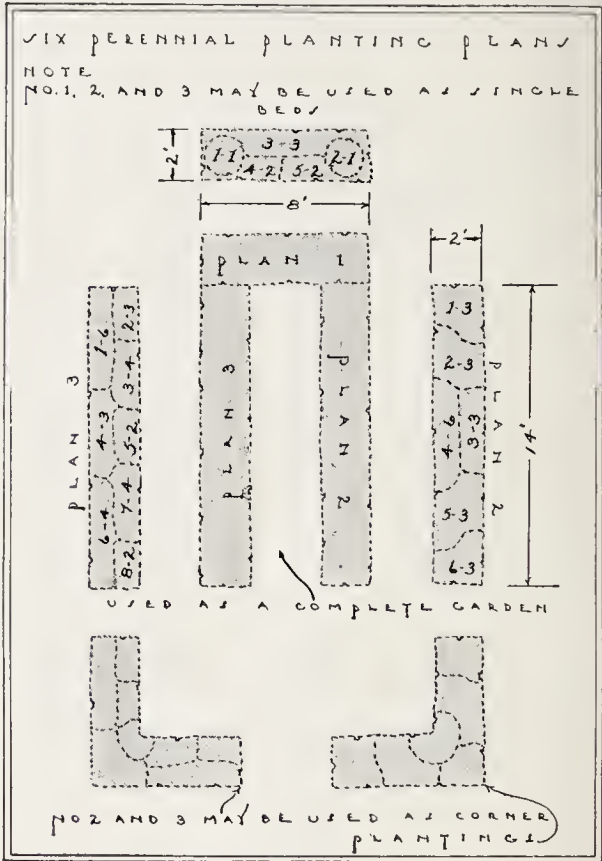 SIX PERENNIAL PLANTING PLANS
NOTE
NO. 1, 2, AND 3 MAY BE USED AS SINGLE
BEDS
2'
1-1
3-3
2-1
4-2
5-2
8'
PLAN 1
PLAN 3
PLAN 2
PLAN 3
1-6
2-3
3-4
4-3
5-2
6-4
7-4
8-2
2'
1-3
2-3
4-6
3-3
5-3
6-3
PLAN 2
14'
USED AS A COMPLETE GARDEN
NO 2 AND 3 MAY BE USED AS CORNER
PLANTINGS